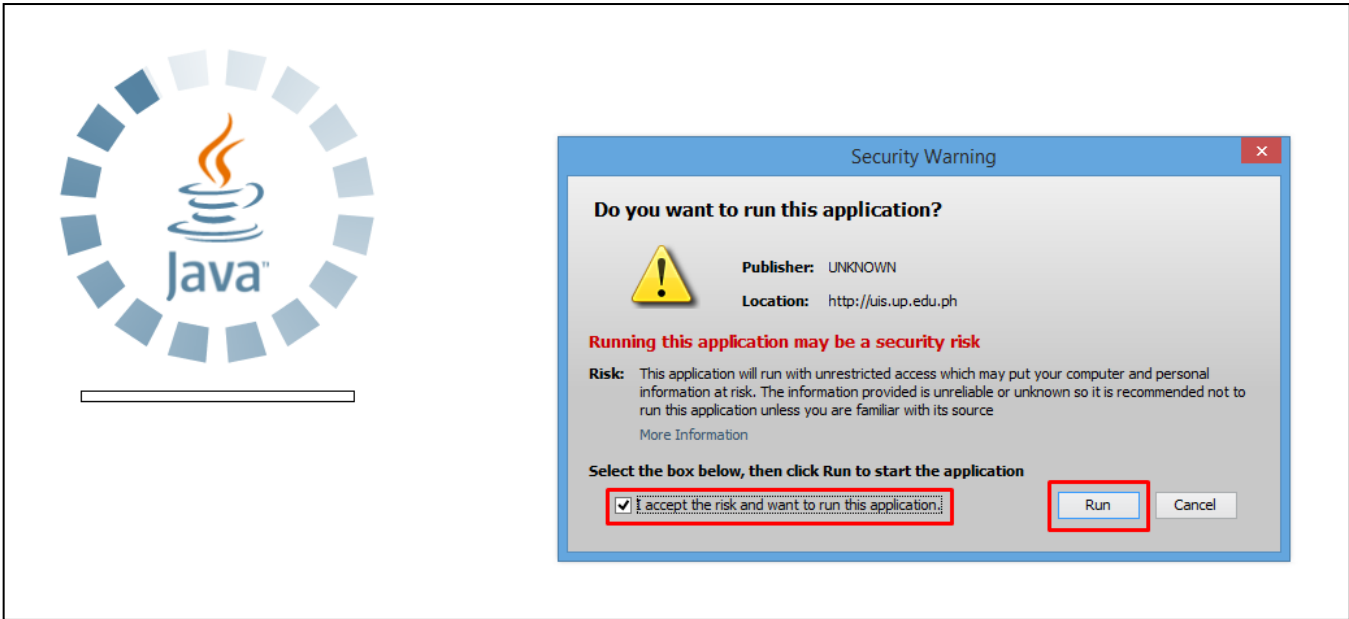 Java™
Security Warning
Do you want to run this application?
Publisher: UNKNOWN
Location: http://uis.up.edu.ph
Running this application may be a security risk
Risk: This application will run with unrestricted access which may put your computer and personal
information at risk. The information provided is unreliable or unknown so it is recommended not to
run this application unless you are familiar with its source
More Information
Select the box below, then click Run to start the application
I accept the risk and want to run this application.
Run Cancel